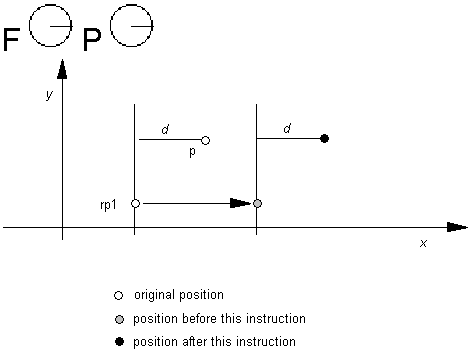 F P
y
d d
p
rp1
x
original position
position before this instruction
position after this instruction